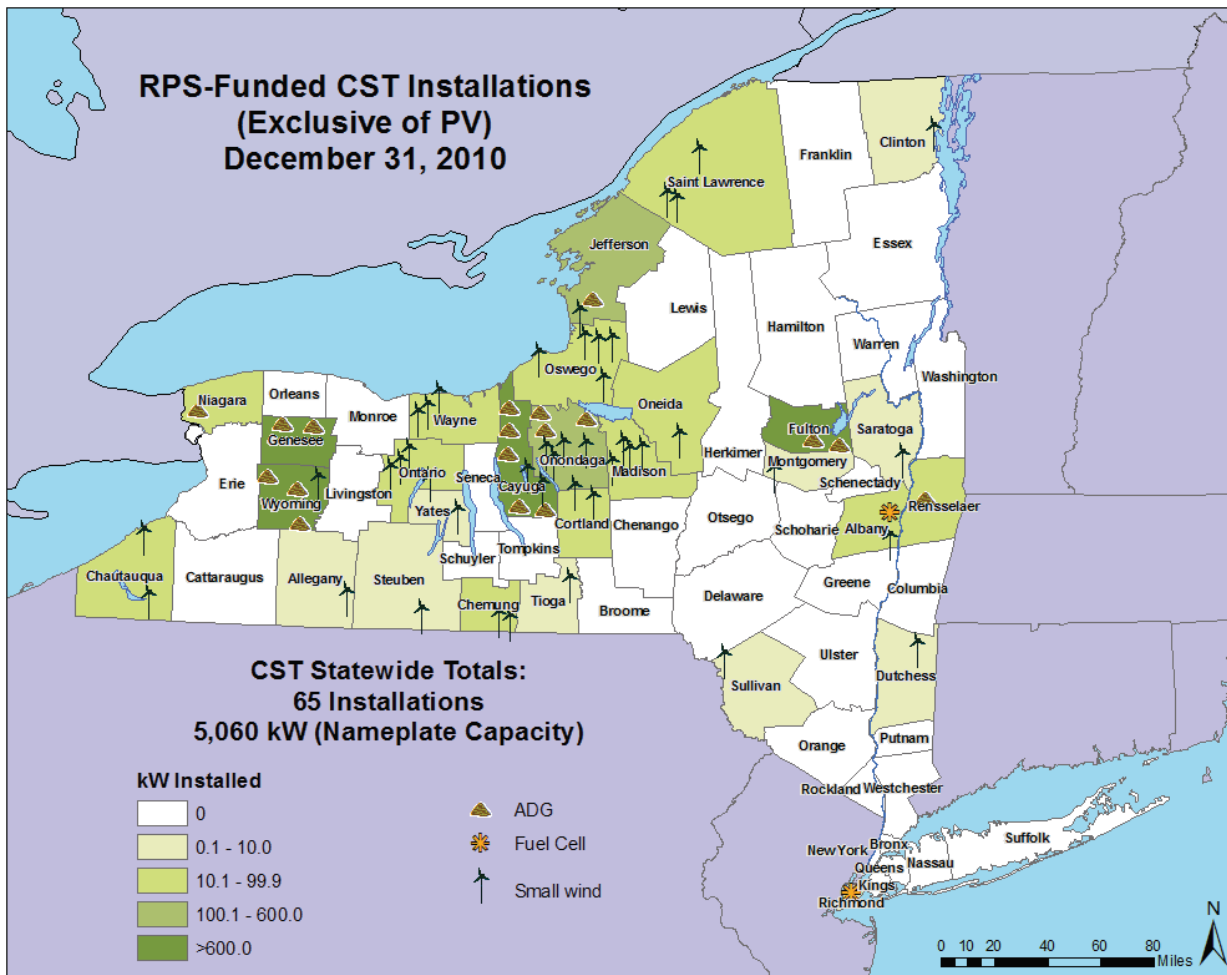 RPS-Funded CST Installations
(Exclusive of PV)
December 31, 2010
Clinton
Franklin
Saint Lawrence
Essex
Jefferson
Lewis
Hamilton
Warren
Washington
Oswego
Oneida
Niagara
Orleans
Monroe
Wayne
Genesee
Fulton
Saratoga
Onondaga
Madison
Herkimer
Montgomery
Erie
Wyoming
Livingston
Ontario
Seneca
Cayuga
Schenectady
Rensselaer
Yates
Cortland
Chenango
Otsego
Schoharie
Albany
Schuyler
Tompkins
Chautauqua
Cattaraugus
Allegany
Steuben
Chemung
Tioga
Broome
Delaware
Greene
Columbia
Ulster
Sullivan
Dutchess
Putnam
Orange
Rockland
Westchester
New York
Bronx
Queens
Nassau
Suffolk
Kings
Richmond
CST Statewide Totals:
65 Installations
5,060 kW (Nameplate Capacity)
kW Installed
0
0.1 - 10.0
10.1 - 99.9
100.1 - 600.0
>600.0
ADG
Fuel Cell
Small wind
N
0 10 20 40 60 80
Miles